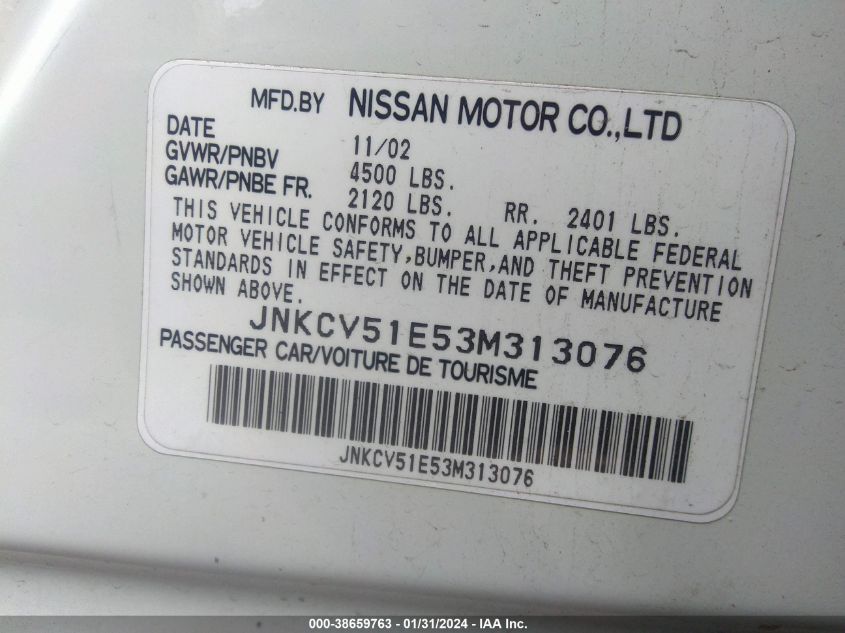 MFD.BY NISSAN MOTOR CO.,LTD
DATE 11/02
GVWR/PNBV 4500 LBS.
GAWR/PNBE FR. 2120 LBS. RR. 2401 LBS.
THIS VEHICLE CONFORMS TO ALL APPLICABLE FEDERAL
MOTOR VEHICLE SAFETY,BUMPER,AND THEFT PREVENTION
STANDARDS IN EFFECT ON THE DATE OF MANUFACTURE
SHOWN ABOVE.
JNKCV51E53M313076
PASSENGER CAR/VOITURE DE TOURISME
JNKCV51E53M313076
000-38659763 - 01/31/2024 - IAA Inc.